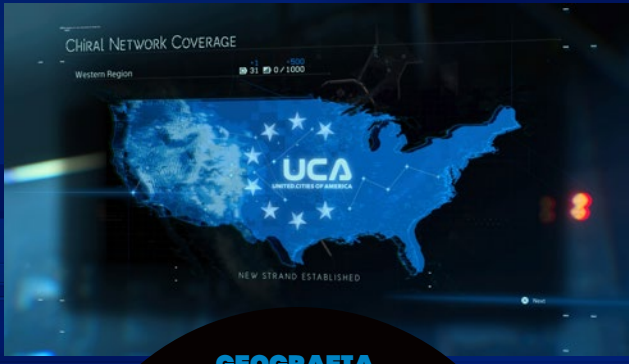 CHIRAL NETWORK COVERAGE
+1 +500
Western Region 31 0/1000
UCA
UNITED CITIES OF AMERICA
NEW STRAND ESTABLISHED
Next